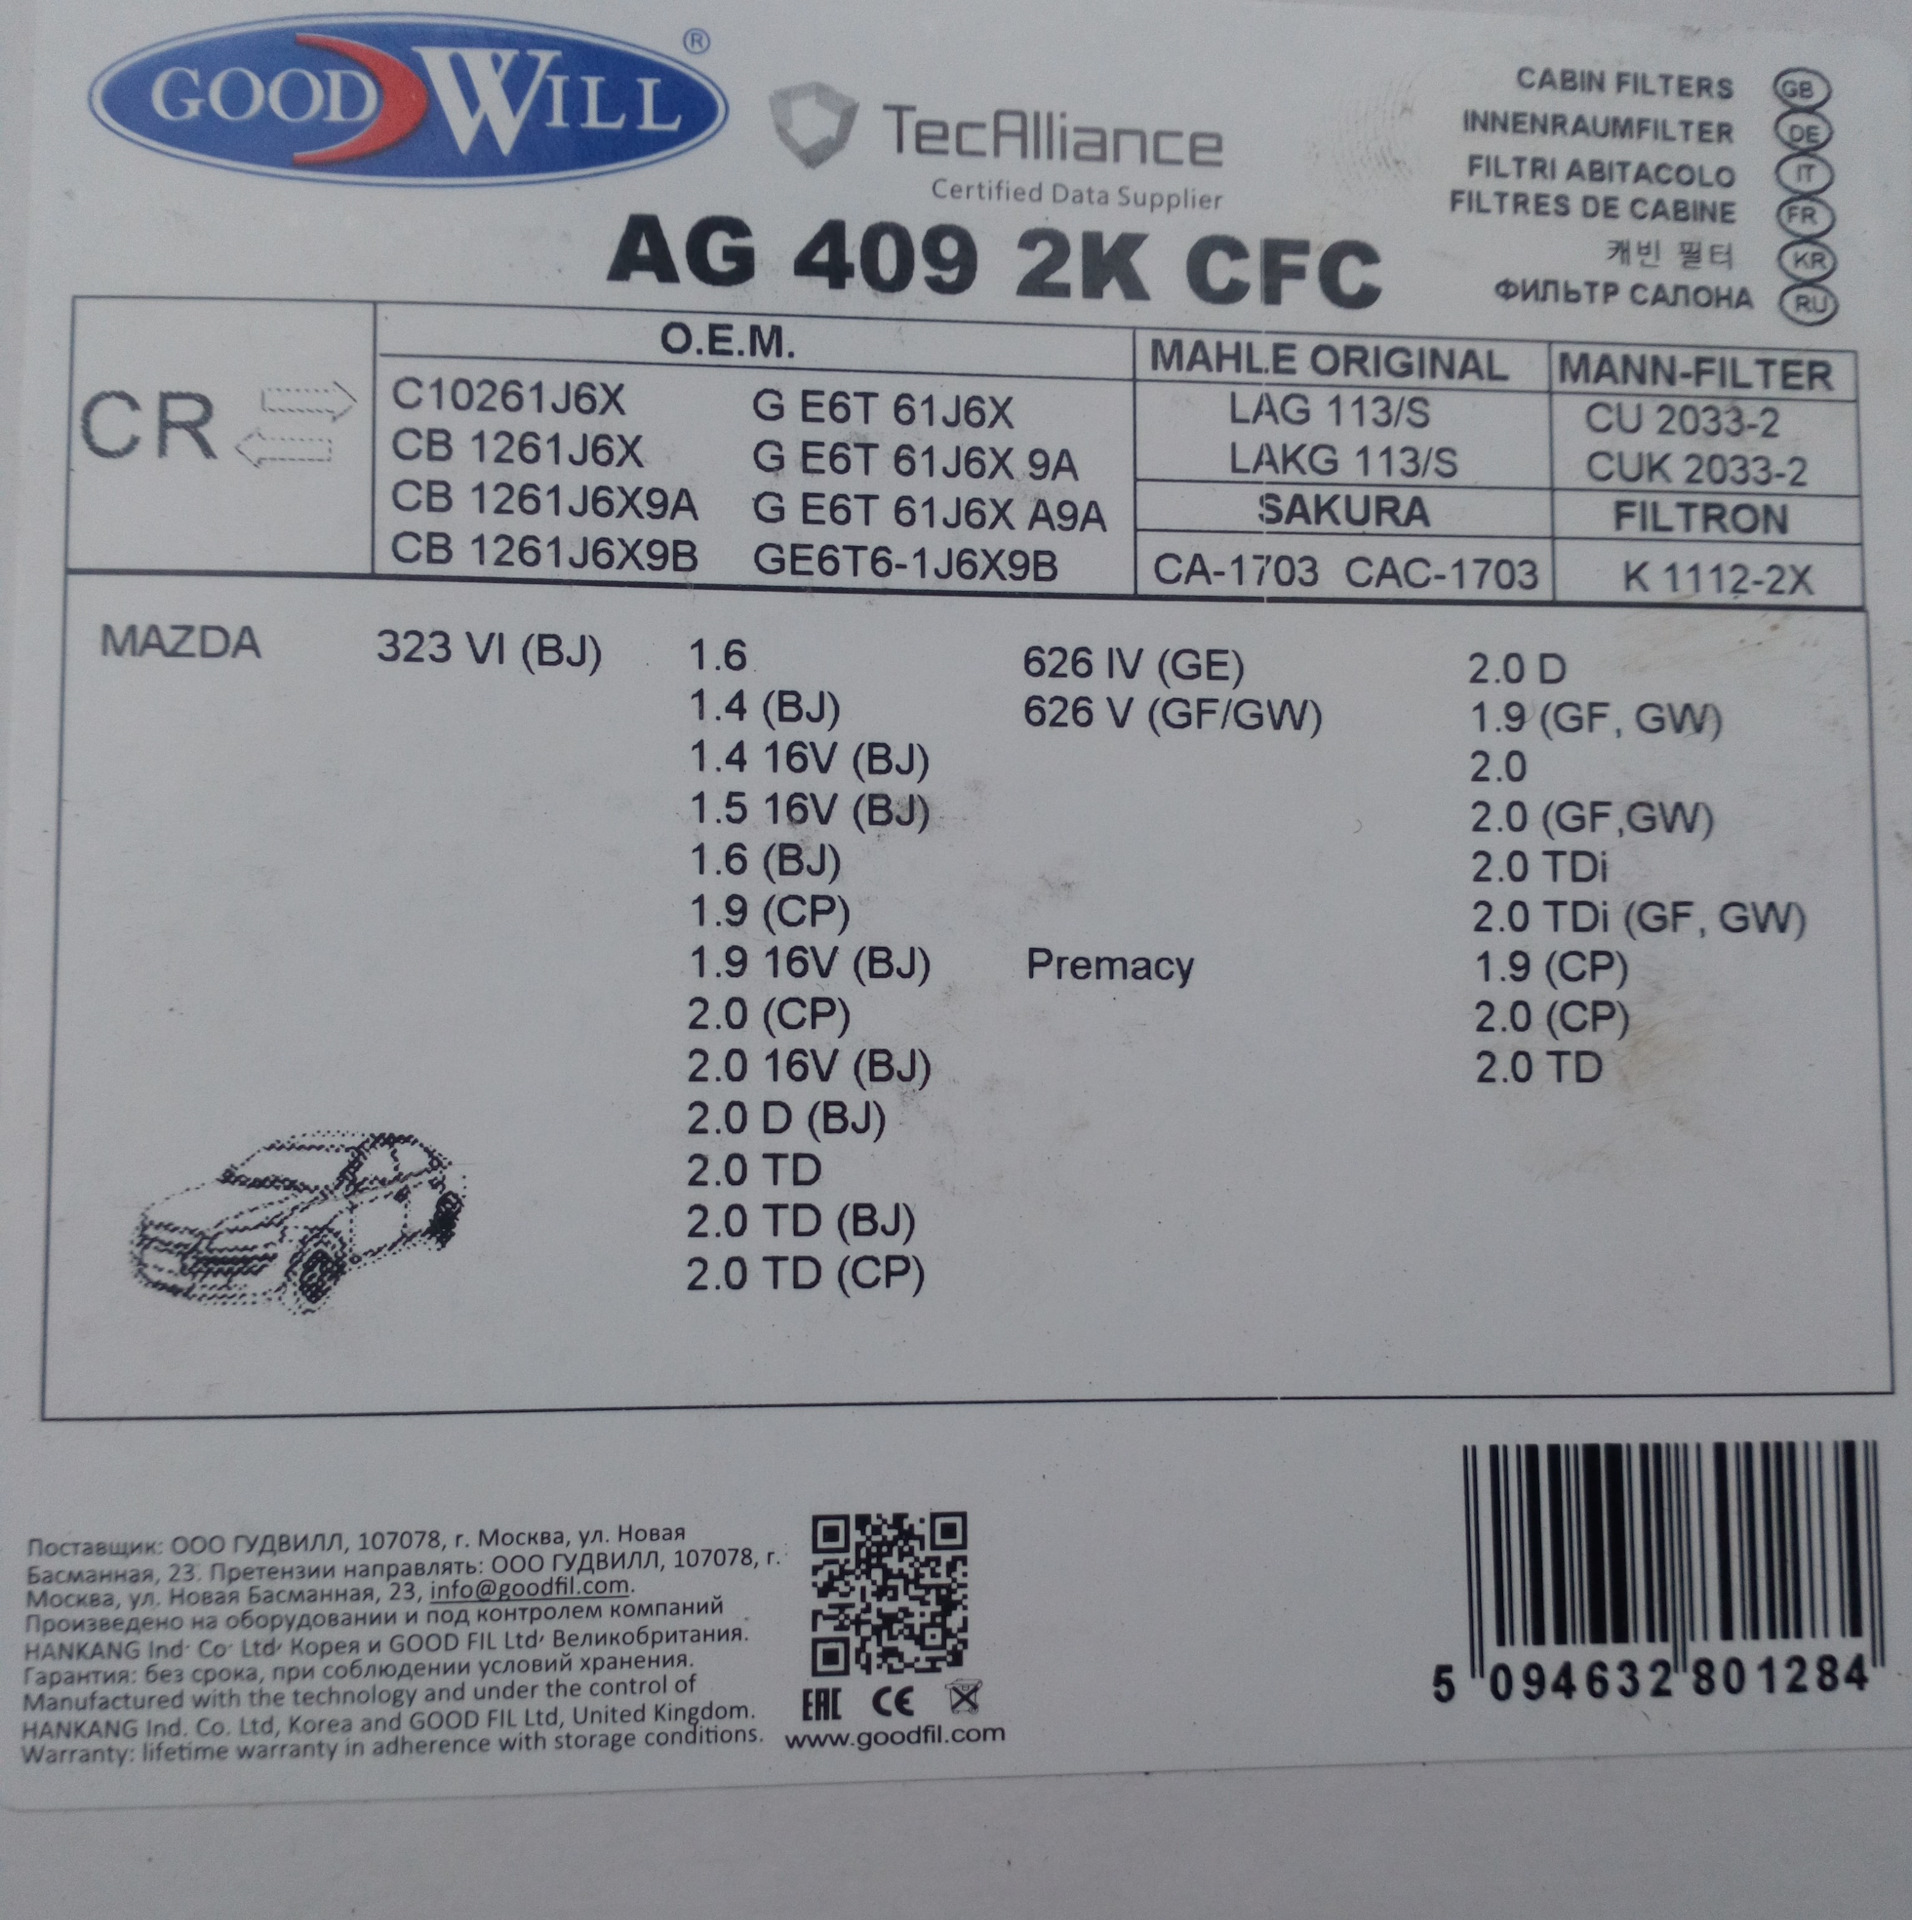 GOODWILL ®
TecAlliance
Certified Data Supplier
AG 409 2K CFC
CABIN FILTERS GB
INNENRAUMFILTER DE
FILTRI ABITACOLO IT
FILTRES DE CABINE FR
캐빈 필터 KR
ФИЛЬТР САЛОНА RU
CR
O.E.M.
C10261J6X G E6T 61J6X
CB 1261J6X G E6T 61J6X 9A
CB 1261J6X9A G E6T 61J6X A9A
CB 1261J6X9B GE6T6-1J6X9B
MAHLE ORIGINAL MANN-FILTER
LAG 113/S CU 2033-2
LAKG 113/S CUK 2033-2
SAKURA FILTRON
CA-1703 CAC-1703 K 1112-2X
MAZDA 323 VI (BJ) 1.6 626 IV (GE) 2.0 D
1.4 (BJ) 626 V (GF/GW) 1.9 (GF, GW)
1.4 16V (BJ) 2.0
1.5 16V (BJ) 2.0 (GF,GW)
1.6 (BJ) 2.0 TDi
1.9 (CP) 2.0 TDi (GF, GW)
1.9 16V (BJ) Premacy 1.9 (CP)
2.0 (CP) 2.0 (CP)
2.0 16V (BJ) 2.0 TD
2.0 D (BJ)
2.0 TD
2.0 TD (BJ)
2.0 TD (CP)
Поставщик: ООО ГУДВИЛЛ, 107078, г. Москва, ул. Новая
Басманная, 23. Претензии направлять: ООО ГУДВИЛЛ, 107078, г.
Москва, ул. Новая Басманная, 23, info@goodfil.com.
Произведено на оборудовании и под контролем компаний
HANKANG Ind. Co. Ltd, Корея и GOOD FIL Ltd, Великобритания.
Гарантия: без срока, при соблюдении условий хранения.
Manufactured with the technology and under the control of
HANKANG Ind. Co. Ltd, Korea and GOOD FIL Ltd, United Kingdom.
Warranty: lifetime warranty in adherence with storage conditions.
EAC CE
www.goodfil.com
5 094632 801284